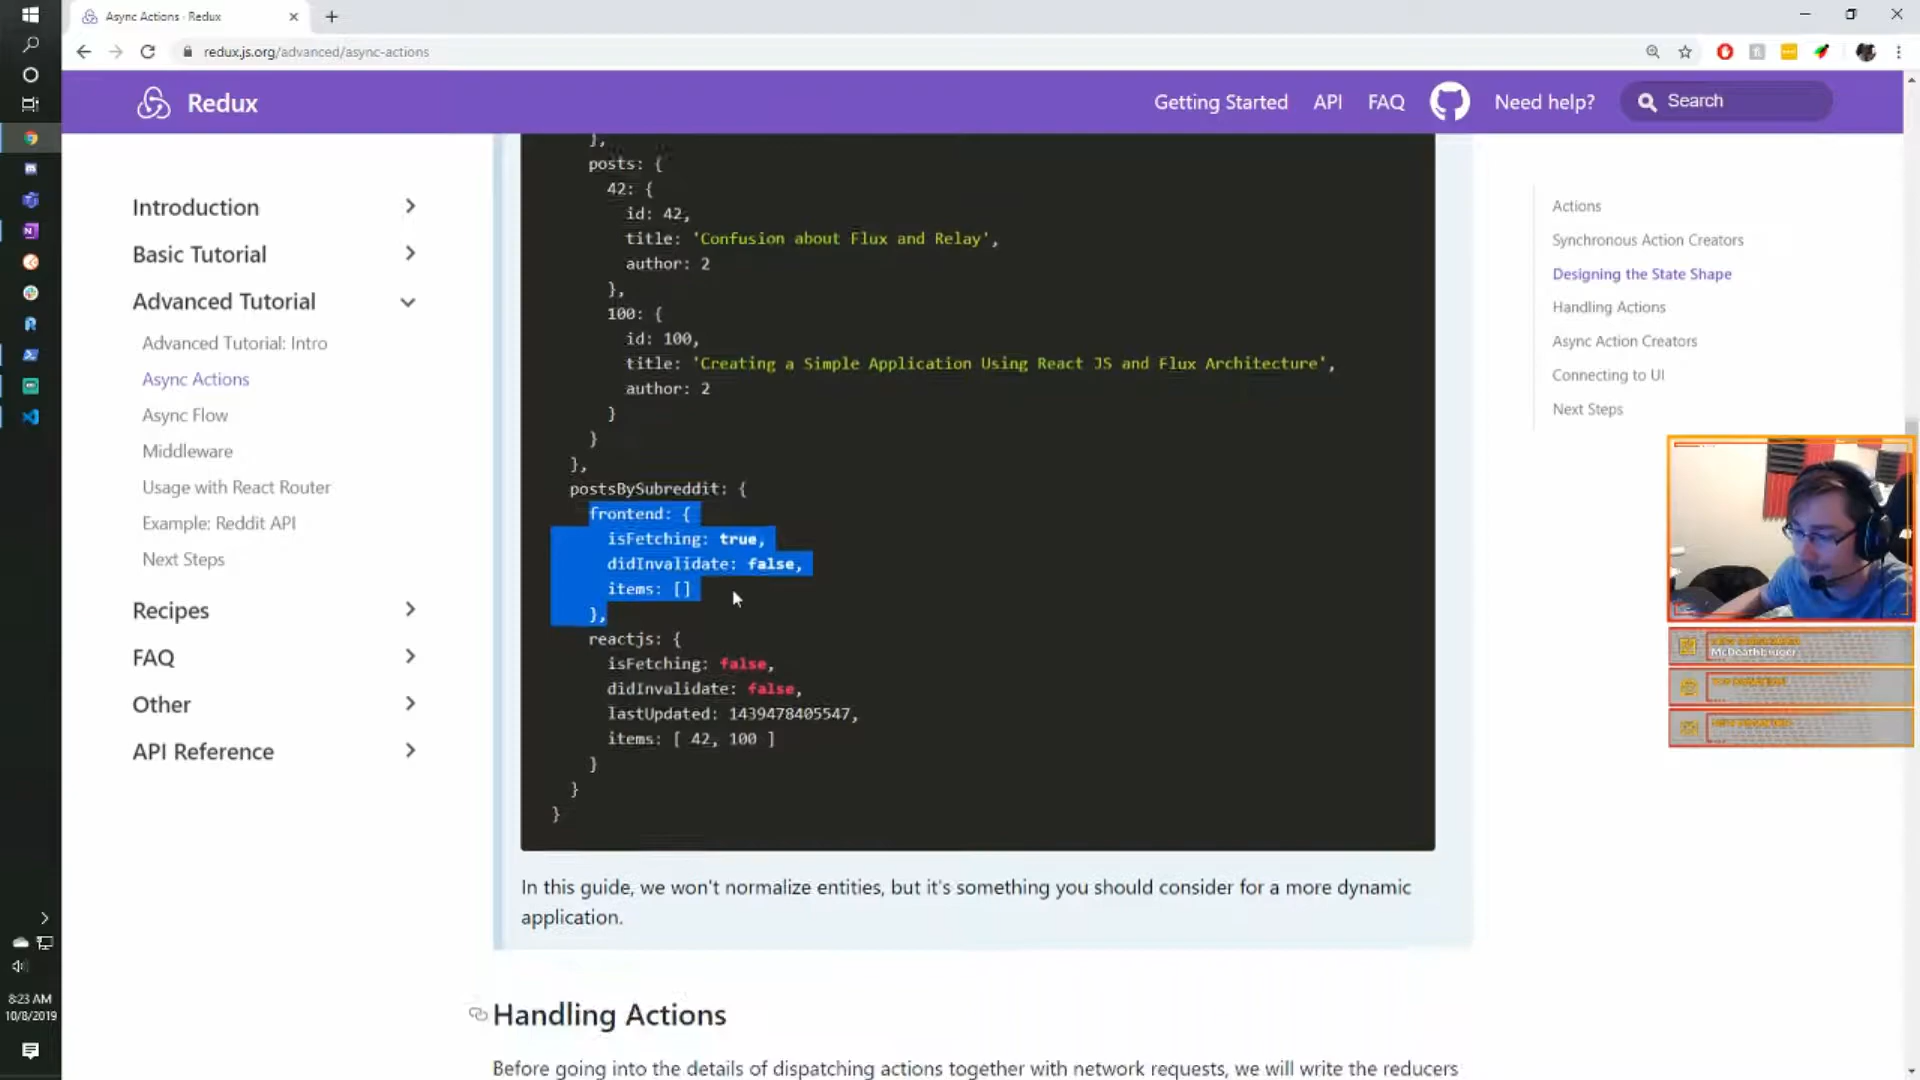 Async Actions · Redux
redux.js.org/advanced/async-actions
Redux
Getting Started
API
FAQ
Need help?
Search
Introduction
Basic Tutorial
Advanced Tutorial
Advanced Tutorial: Intro
Async Actions
Async Flow
Middleware
Usage with React Router
Example: Reddit API
Next Steps
Recipes
FAQ
Other
API Reference
},
posts: {
42: {
id: 42,
title: 'Confusion about Flux and Relay',
author: 2
},
100: {
id: 100,
title: 'Creating a Simple Application Using React JS and Flux Architecture',
author: 2
}
}
},
postsBySubreddit: {
frontend: {
isFetching: true,
didInvalidate: false,
items: []
},
reactjs: {
isFetching: false,
didInvalidate: false,
lastUpdated: 1439478405547,
items: [ 42, 100 ]
}
}
}
In this guide, we won't normalize entities, but it's something you should consider for a more dynamic
application.
Handling Actions
Before going into the details of dispatching actions together with network requests, we will write the reducers
Actions
Synchronous Action Creators
Designing the State Shape
Handling Actions
Async Action Creators
Connecting to UI
Next Steps
8:23 AM
10/8/2019